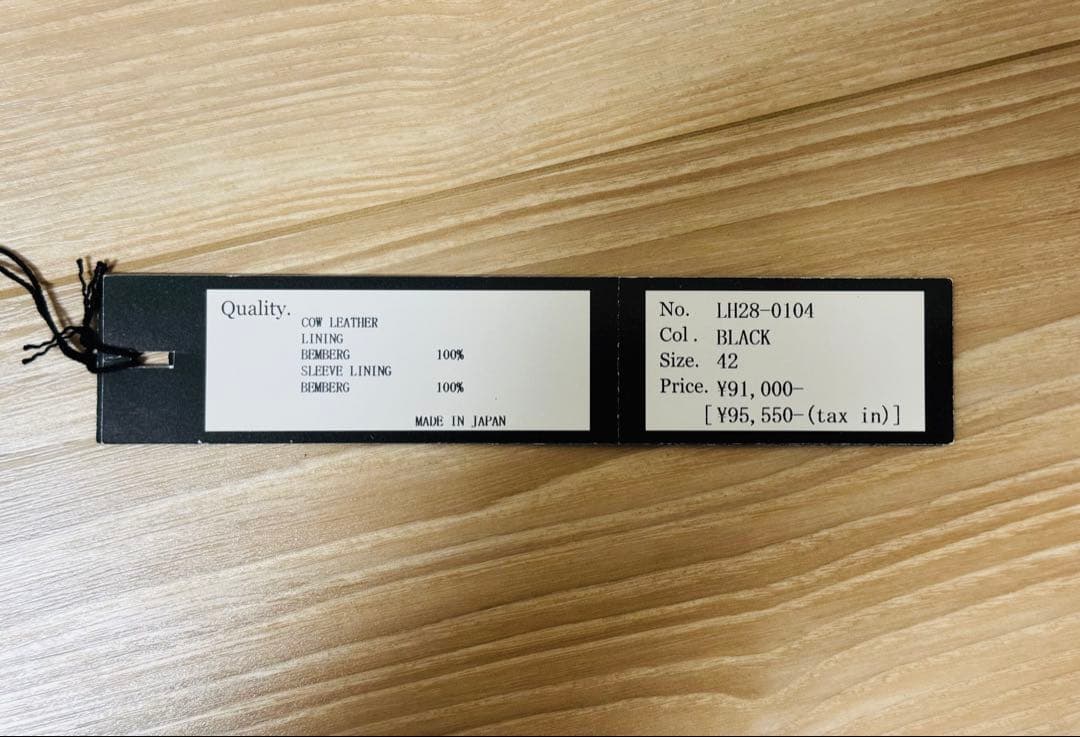 Quality.
COW LEATHER
LINING
BEMBERG 100%
SLEEVE LINING
BEMBERG 100%
MADE IN JAPAN
No. LH28-0104
Col. BLACK
Size. 42
Price. ¥91,000-
[¥95,550-(tax in)]